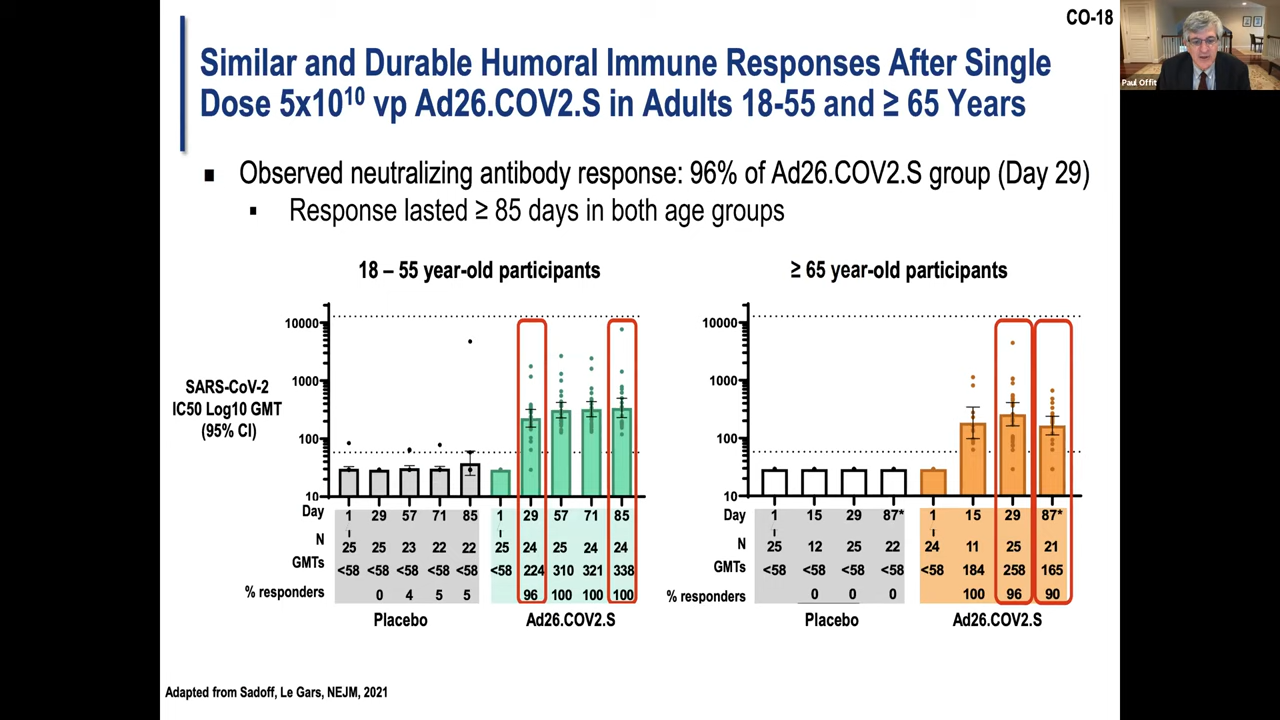 CO-18
Paul Offit
Similar and Durable Humoral Immune Responses After Single
Dose 5x10¹⁰ vp Ad26.COV2.S in Adults 18-55 and ≥ 65 Years
▪ Observed neutralizing antibody response: 96% of Ad26.COV2.S group (Day 29)
▪ Response lasted ≥ 85 days in both age groups
18 – 55 year-old participants
SARS-CoV-2
IC50 Log10 GMT
(95% CI)
10000
1000
100
10
Day 1 29 57 71 85 1 29 57 71 85
N 25 25 23 22 22 25 24 25 24 24
GMTs <58 <58 <58 <58 <58 <58 224 310 321 338
% responders 0 4 5 5 96 100 100 100
Placebo Ad26.COV2.S
≥ 65 year-old participants
10000
1000
100
10
Day 1 15 29 87* 1 15 29 87*
N 25 12 25 22 24 11 25 21
GMTs <58 <58 <58 <58 <58 184 258 165
% responders 0 0 0 100 96 90
Placebo Ad26.COV2.S
Adapted from Sadoff, Le Gars, NEJM, 2021